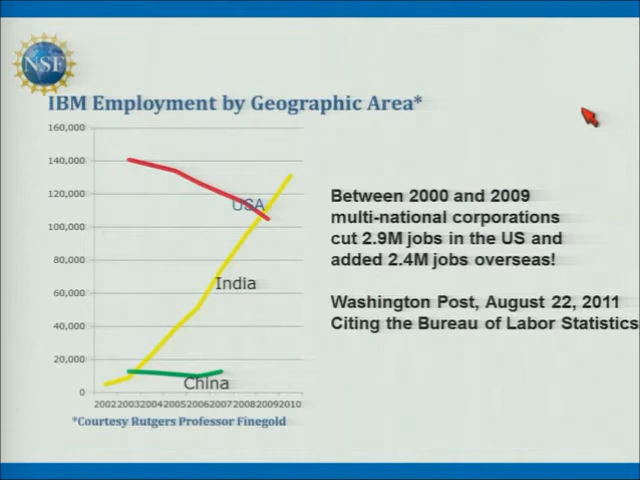 NSF
IBM Employment by Geographic Area*
160,000
140,000
120,000
100,000
80,000
60,000
40,000
20,000
0
USA
India
China
2002 2003 2004 2005 2006 2007 2008 2009 2010
*Courtesy Rutgers Professor Finegold
Between 2000 and 2009
multi-national corporations
cut 2.9M jobs in the US and
added 2.4M jobs overseas!
Washington Post, August 22, 2011
Citing the Bureau of Labor Statistics